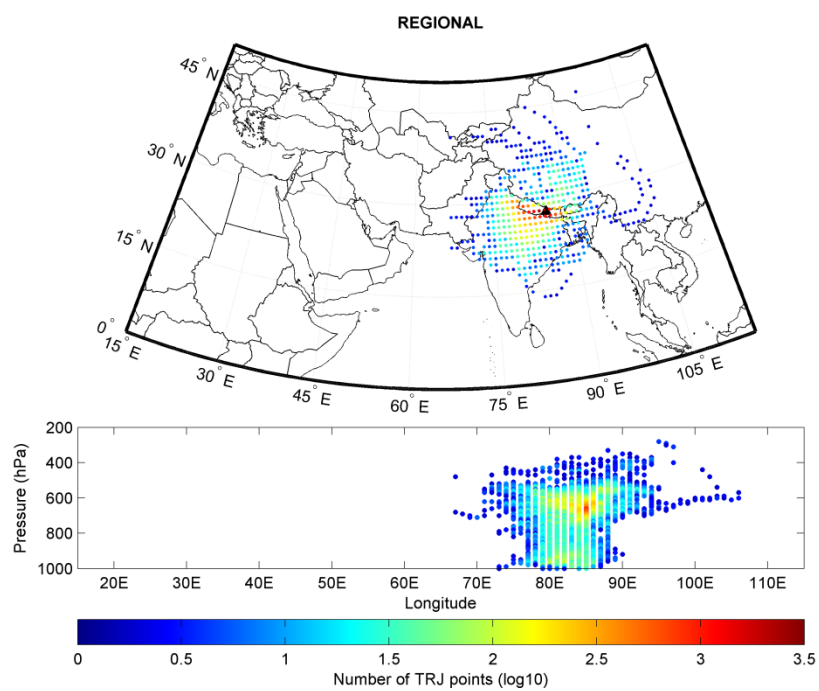 REGIONAL
45° N
30° N
15° N
0°
15° E
30° E
45° E
60° E
75° E
90° E
105° E
200
400
600
800
1000
Pressure (hPa)
20E 30E 40E 50E 60E 70E 80E 90E 100E 110E
Longitude
0 0.5 1 1.5 2 2.5 3 3.5
Number of TRJ points (log10)